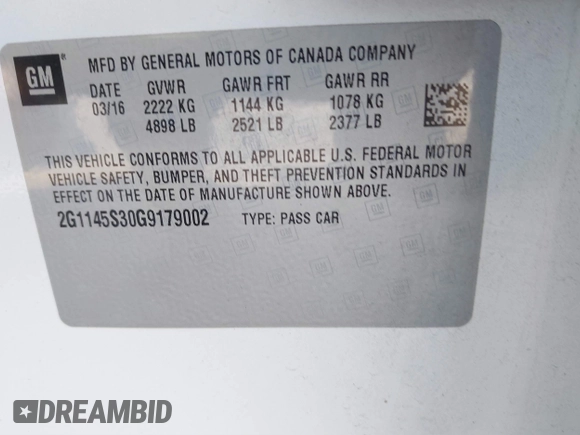 GM
MFD BY GENERAL MOTORS OF CANADA COMPANY
DATE GVWR GAWR FRT GAWR RR
03/16 2222 KG 1144 KG 1078 KG
4898 LB 2521 LB 2377 LB
THIS VEHICLE CONFORMS TO ALL APPLICABLE U.S. FEDERAL MOTOR
VEHICLE SAFETY, BUMPER, AND THEFT PREVENTION STANDARDS IN
EFFECT ON THE DATE OF MANUFACTURE SHOWN ABOVE.
2G1145S30G9179002 TYPE: PASS CAR
DREAMBID